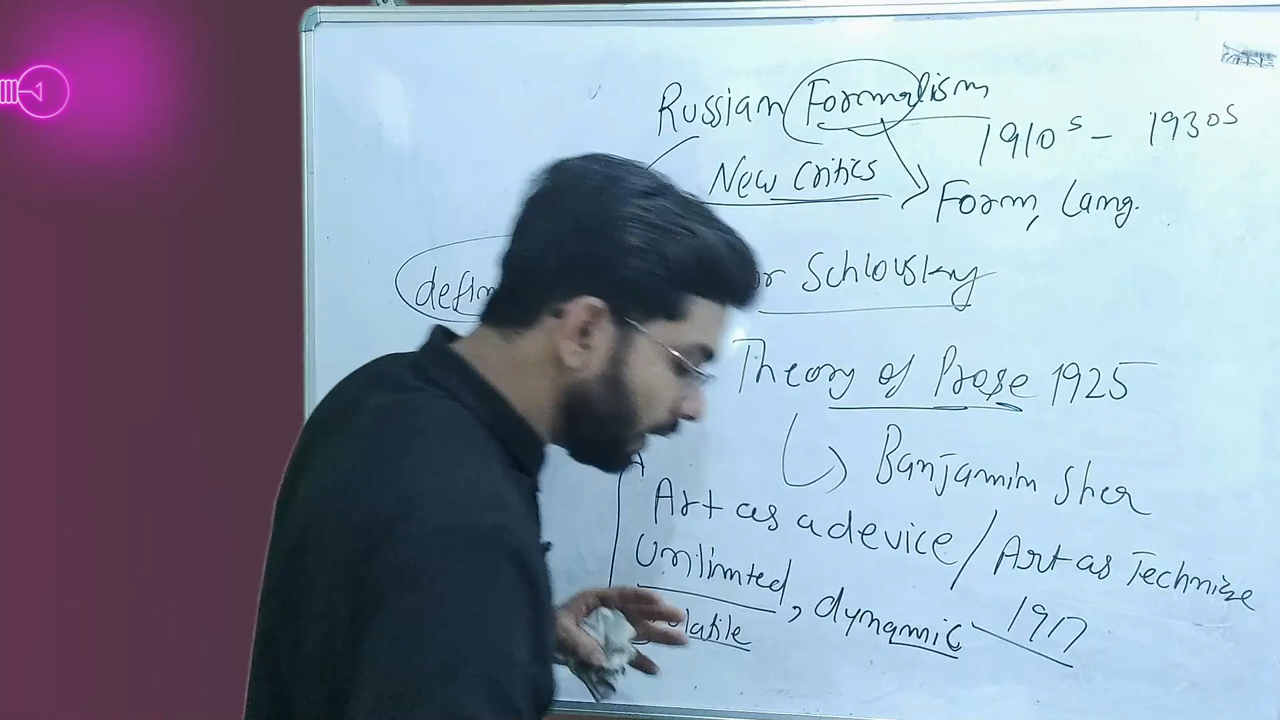 Russian Formalism
1910s - 1930s
New Critics
Form, Lang.
Schlovsky
Theory of Prose 1925
Banjamin Sher
Art as a device / Art as Technique
Unlimted, dynamic 1917